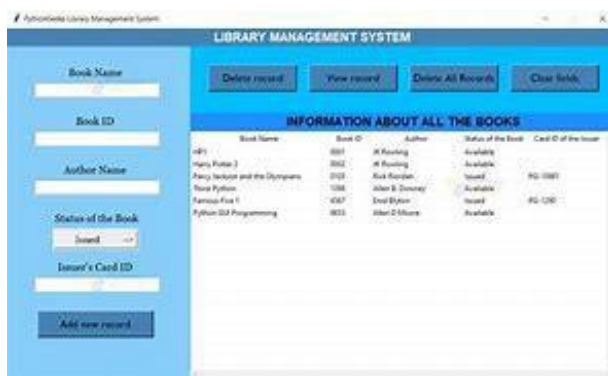 Library Management System
LIBRARY MANAGEMENT SYSTEM
Book Name
Book ID
Author Name
Status of the Book
Issued
Issuer's Card ID
Add new record
Delete record View record Delete All Records Clear fields
INFORMATION ABOUT ALL THE BOOKS
Book Name Book ID Author Status of the Book Card ID of the Issuer
HP1 JK Rowling Available
Harry Potter 2 0002 JK Rowling Available
Percy Jackson and the Olympians Rick Riordan Issued
Think Python Allen B. Downey Available
Famous Five 1 Enid Blyton Issued
Python GUI Programming Available